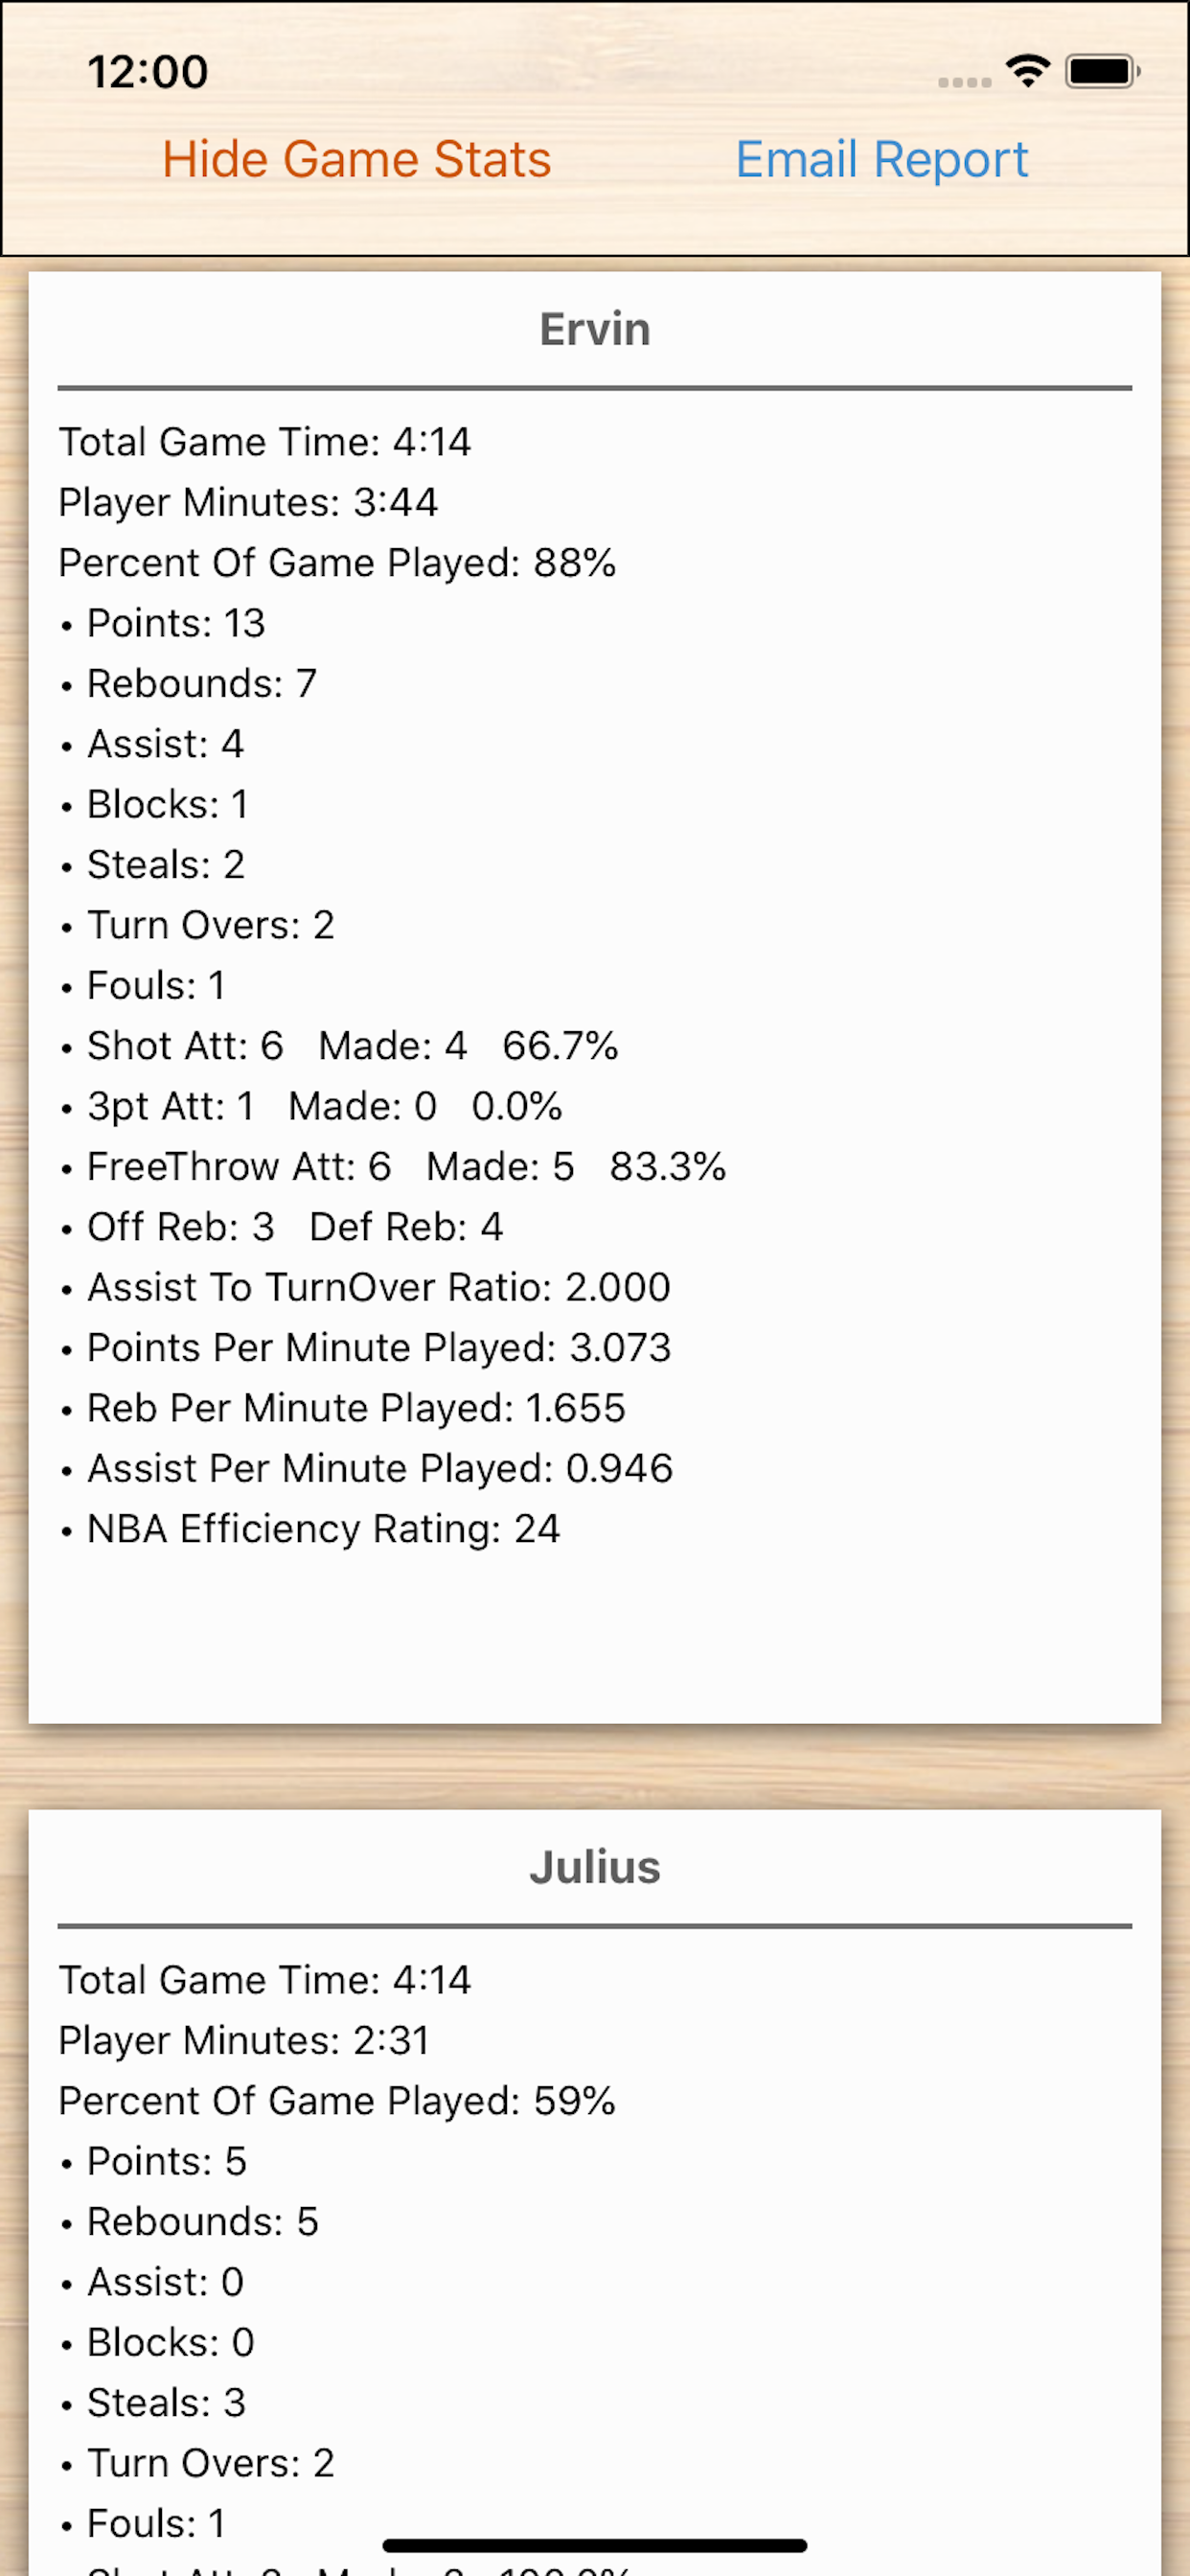 12:00
Hide Game Stats Email Report
Ervin
Total Game Time: 4:14
Player Minutes: 3:44
Percent Of Game Played: 88%
• Points: 13
• Rebounds: 7
• Assist: 4
• Blocks: 1
• Steals: 2
• Turn Overs: 2
• Fouls: 1
• Shot Att: 6 Made: 4 66.7%
• 3pt Att: 1 Made: 0 0.0%
• FreeThrow Att: 6 Made: 5 83.3%
• Off Reb: 3 Def Reb: 4
• Assist To TurnOver Ratio: 2.000
• Points Per Minute Played: 3.073
• Reb Per Minute Played: 1.655
• Assist Per Minute Played: 0.946
• NBA Efficiency Rating: 24
Julius
Total Game Time: 4:14
Player Minutes: 2:31
Percent Of Game Played: 59%
• Points: 5
• Rebounds: 5
• Assist: 0
• Blocks: 0
• Steals: 3
• Turn Overs: 2
• Fouls: 1